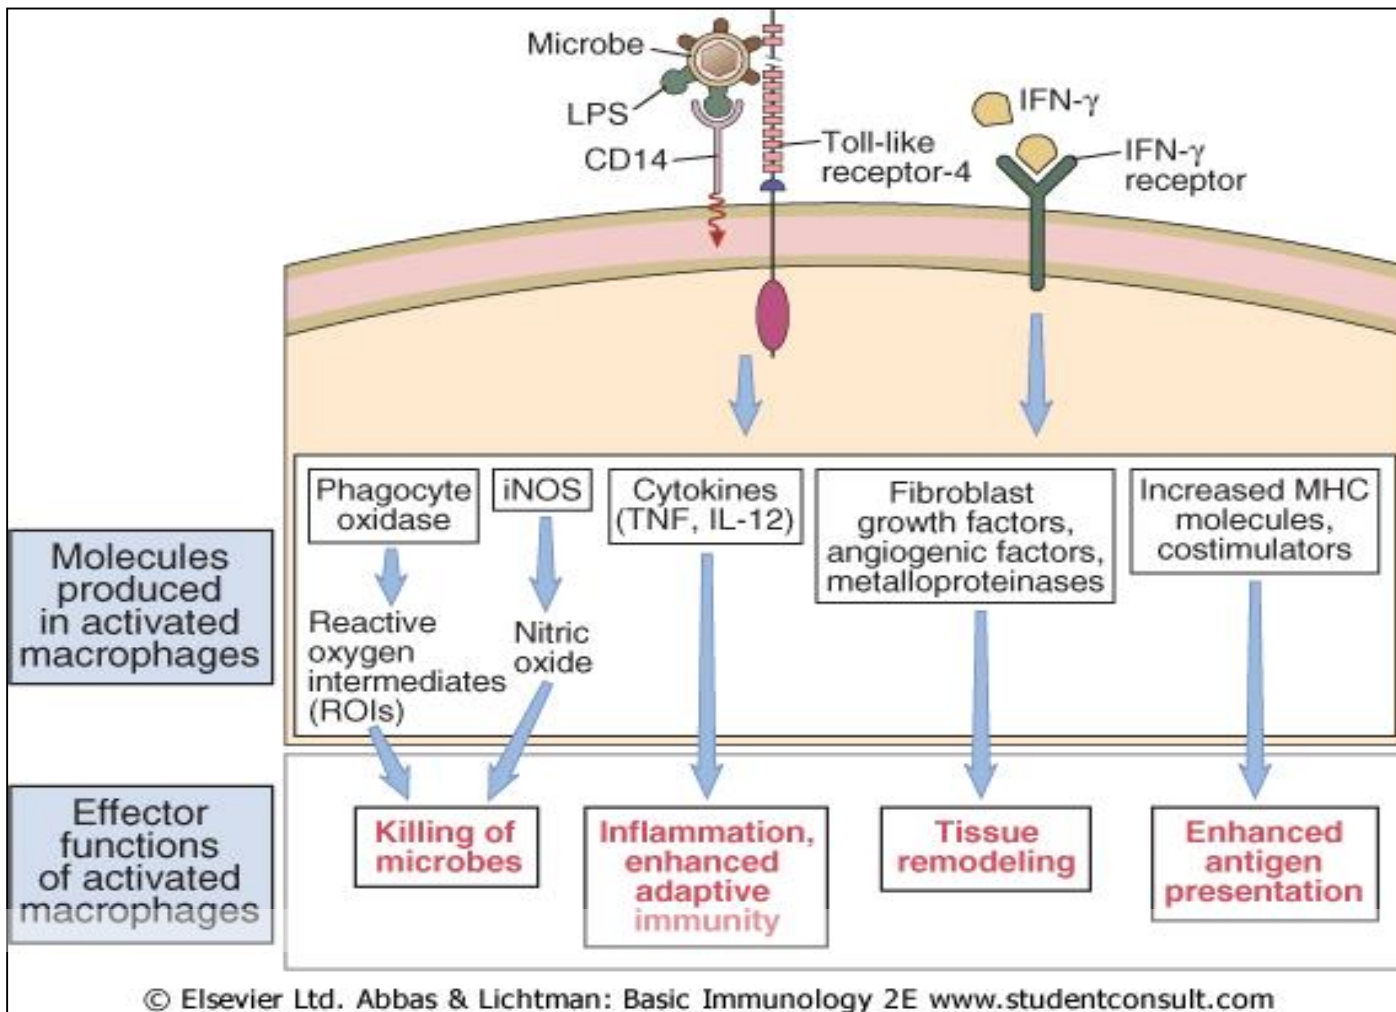 Microbe
LPS
CD14
Toll-like
receptor-4
IFN-γ
IFN-γ
receptor
Molecules
produced
in activated
macrophages
Phagocyte
oxidase
iNOS
Cytokines
(TNF, IL-12)
Fibroblast
growth factors,
angiogenic factors,
metalloproteinases
Increased MHC
molecules,
costimulators
Reactive
oxygen
intermediates
(ROIs)
Nitric
oxide
Effector
functions
of activated
macrophages
Killing of
microbes
Inflammation,
enhanced
adaptive
immunity
Tissue
remodeling
Enhanced
antigen
presentation
© Elsevier Ltd. Abbas & Lichtman: Basic Immunology 2E www.studentconsult.com